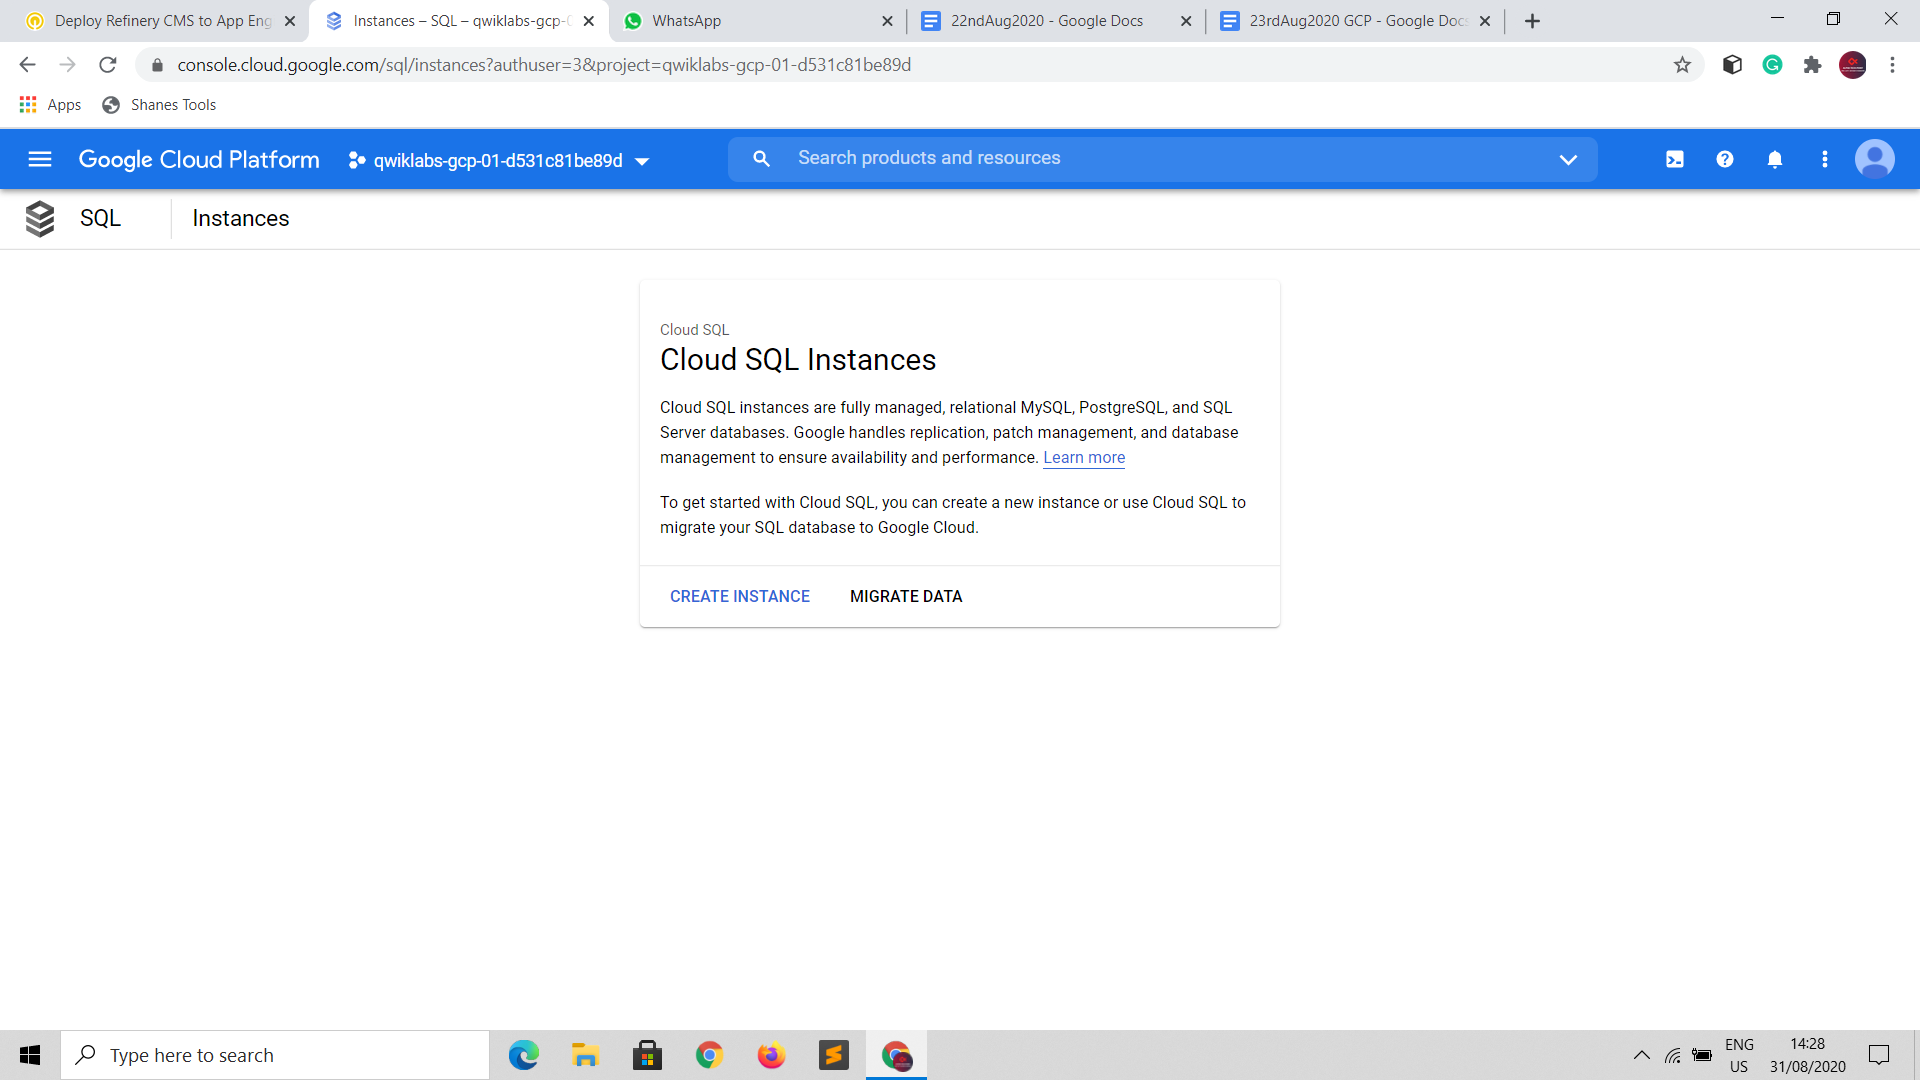 Deploy Refinery CMS to App Eng
Instances – SQL – qwiklabs-gcp-0
WhatsApp
22ndAug2020 - Google Docs
23rdAug2020 GCP - Google Docs
console.cloud.google.com/sql/instances?authuser=3&project=qwiklabs-gcp-01-d531c81be89d
Apps
Shanes Tools
Google Cloud Platform
qwiklabs-gcp-01-d531c81be89d
Search products and resources
SQL
Instances
Cloud SQL
Cloud SQL Instances
Cloud SQL instances are fully managed, relational MySQL, PostgreSQL, and SQL
Server databases. Google handles replication, patch management, and database
management to ensure availability and performance. Learn more
To get started with Cloud SQL, you can create a new instance or use Cloud SQL to
migrate your SQL database to Google Cloud.
CREATE INSTANCE
MIGRATE DATA
Type here to search
ENG
US
14:28
31/08/2020